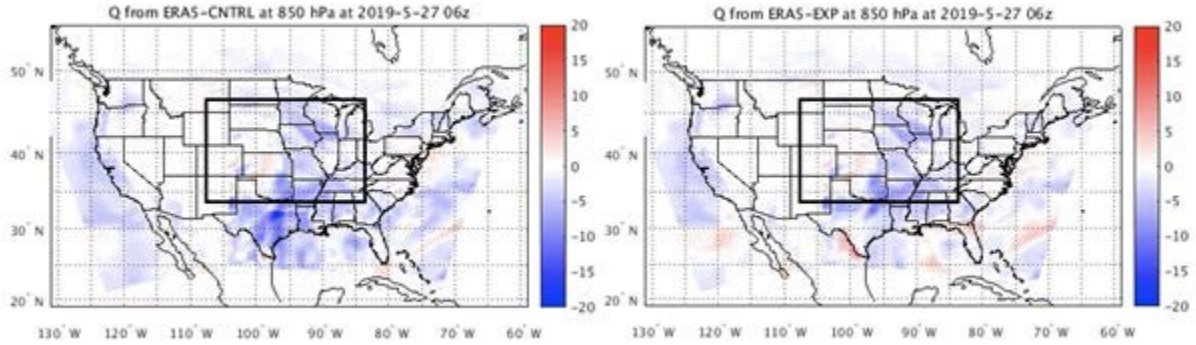 Q from ERA5-CNTRL at 850 hPa at 2019-5-27 06z
50° N
40° N
30° N
20° N
130° W 120° W 110° W 100° W 90° W 80° W 70° W 60° W
20
15
10
5
0
-5
-10
-15
-20
Q from ERA5-EXP at 850 hPa at 2019-5-27 06z
50° N
40° N
30° N
20° N
130° W 120° W 110° W 100° W 90° W 80° W 70° W 60° W
20
15
10
5
0
-5
-10
-15
-20